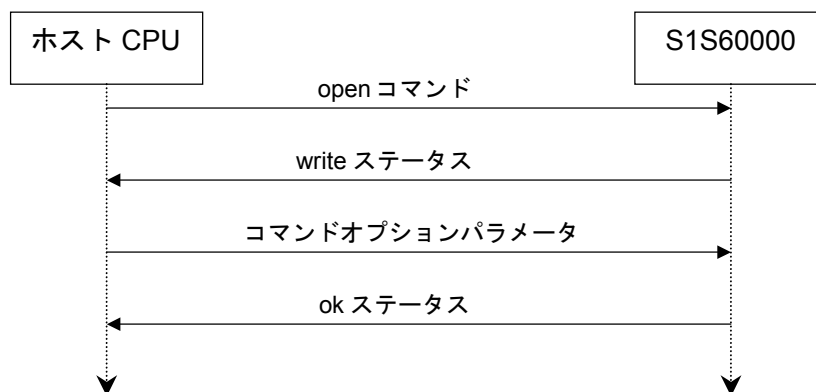 ホスト CPU
S1S60000
open コマンド
write ステータス
コマンドオプションパラメータ
ok ステータス